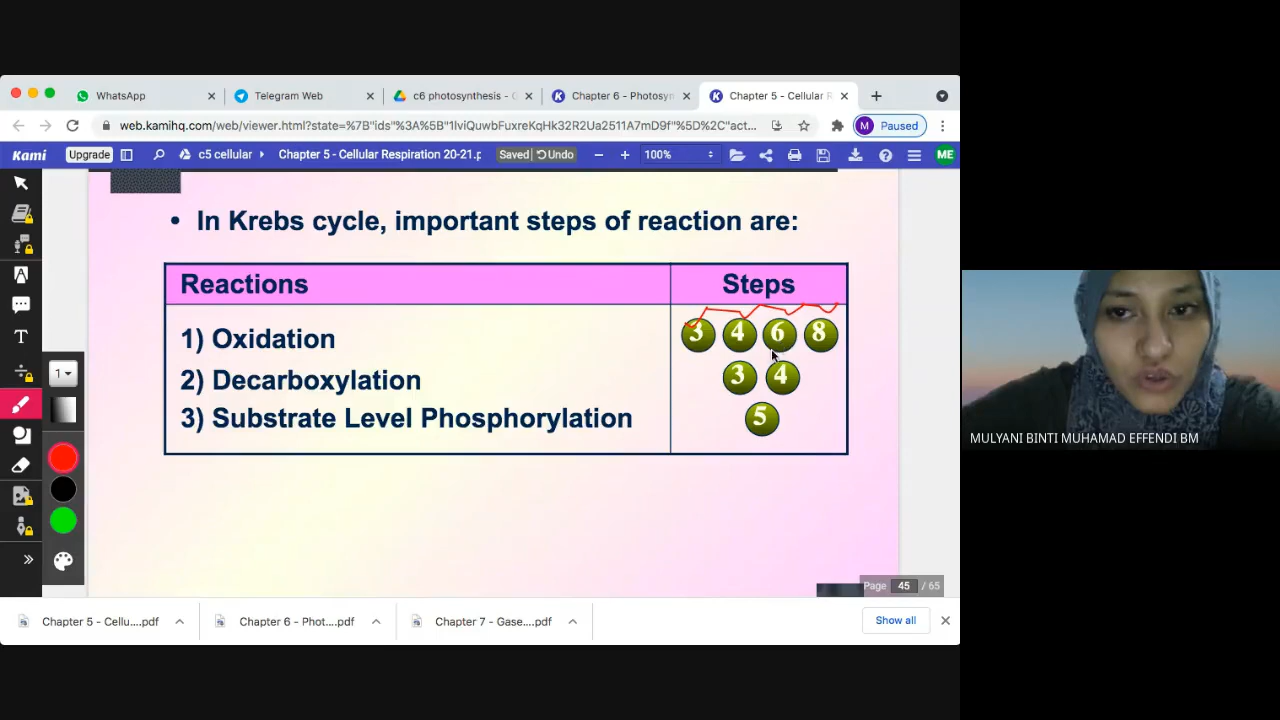 WhatsApp
Telegram Web
c6 photosynthesis -
Chapter 6 - Photosyn
Chapter 5 - Cellular R
web.kamihq.com/web/viewer.html?state=%7B"ids"%3A%5B"1lviQuwbFuxreKqHk32R2Ua2511A7mD9f"%5D%2C"act...
M Paused
Kami
Upgrade
c5 cellular
Chapter 5 - Cellular Respiration 20-21.p
Saved Undo
100%
ME
• In Krebs cycle, important steps of reaction are:
Reactions Steps
1) Oxidation 3 4 6 8
2) Decarboxylation 3 4
3) Substrate Level Phosphorylation 5
T
1
MULYANI BINTI MUHAMAD EFFENDI BM
Page 45 / 65
Chapter 5 - Cellu....pdf
Chapter 6 - Phot....pdf
Chapter 7 - Gase....pdf
Show all